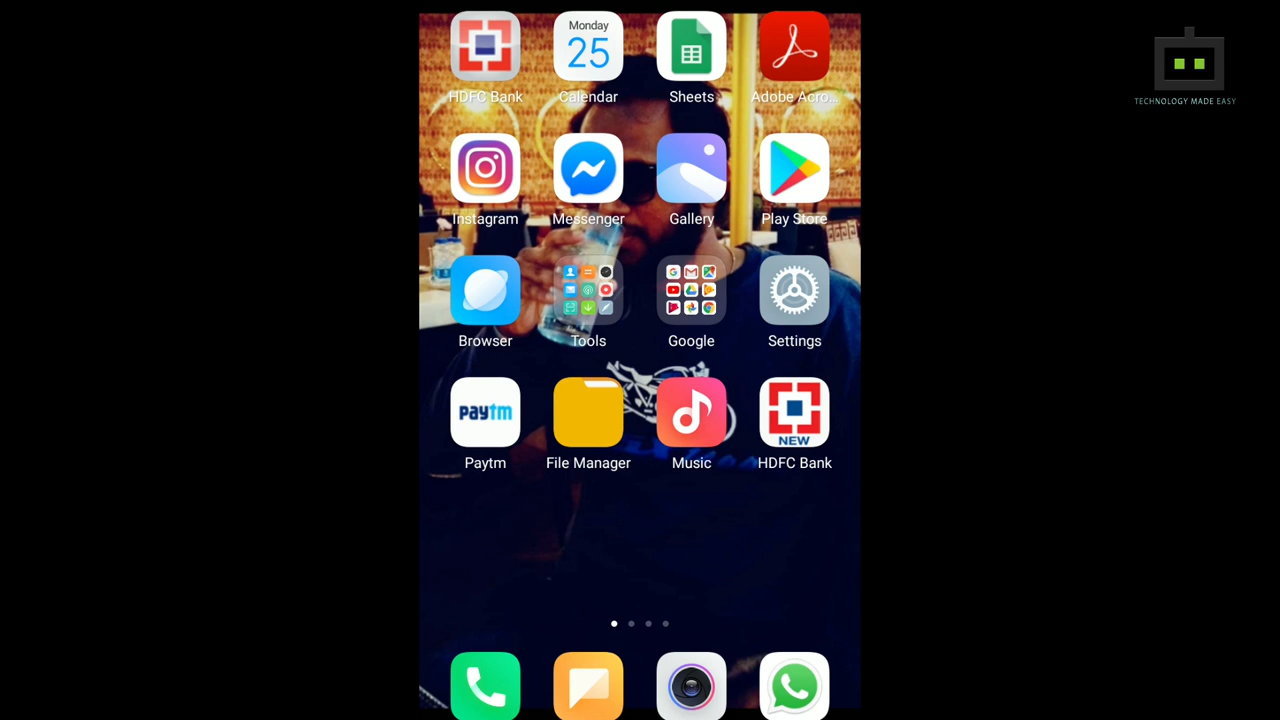 Monday
25
HDFC Bank
Calendar
Sheets
Adobe Acro...
TECHNOLOGY MADE EASY
Instagram
Messenger
Gallery
Play Store
Browser
Tools
Google
Settings
paytm
NEW
Paytm
File Manager
Music
HDFC Bank